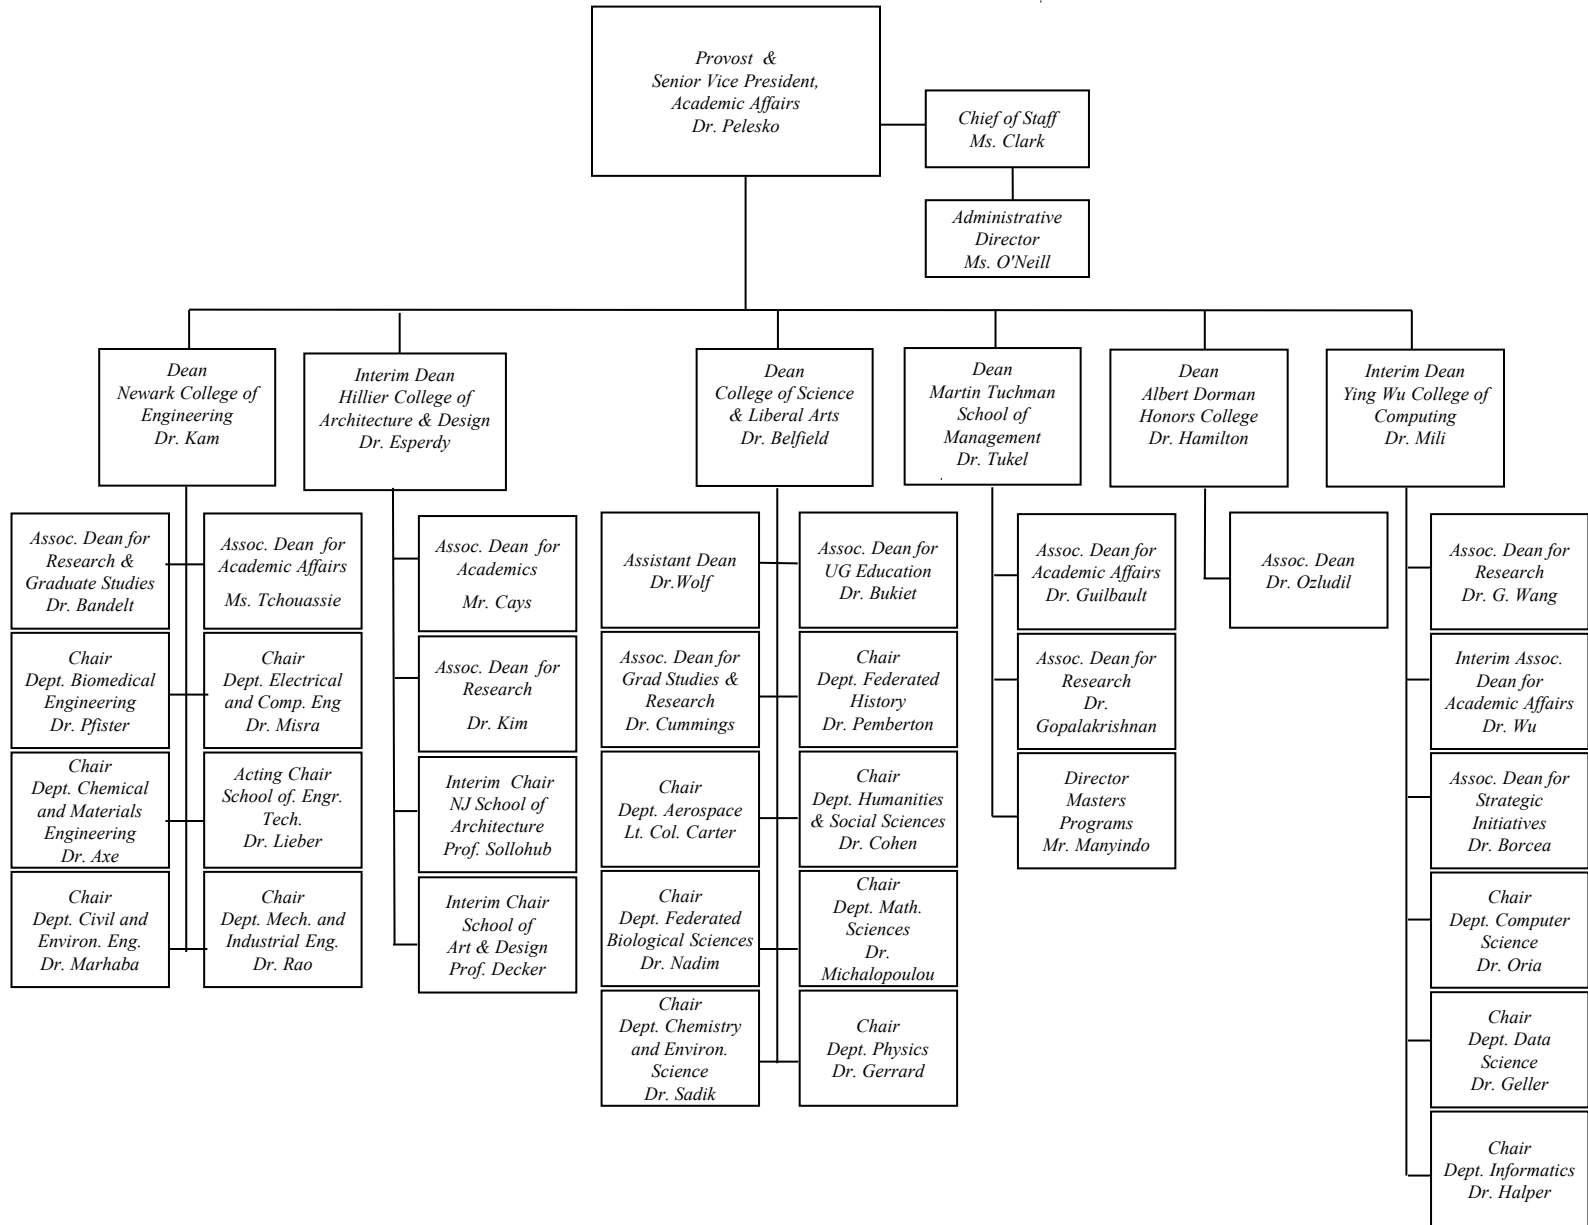 Provost &
Senior Vice President,
Academic Affairs
Dr. Pelesko
Chief of Staff
Ms. Clark
Administrative
Director
Ms. O'Neill
Dean
Newark College of
Engineering
Dr. Kam
Interim Dean
Hillier College of
Architecture & Design
Dr. Esperdy
Dean
College of Science
& Liberal Arts
Dr. Belfield
Dean
Martin Tuchman
School of
Management
Dr. Tukel
Dean
Albert Dorman
Honors College
Dr. Hamilton
Interim Dean
Ying Wu College of
Computing
Dr. Mili
Assoc. Dean for
Research &
Graduate Studies
Dr. Bandelt
Assoc. Dean for
Academic Affairs
Ms. Tchouassie
Chair
Dept. Biomedical
Engineering
Dr. Pfister
Chair
Dept. Electrical
and Comp. Eng
Dr. Misra
Chair
Dept. Chemical
and Materials
Engineering
Dr. Axe
Acting Chair
School of. Engr.
Tech.
Dr. Lieber
Chair
Dept. Civil and
Environ. Eng.
Dr. Marhaba
Chair
Dept. Mech. and
Industrial Eng.
Dr. Rao
Assoc. Dean for
Academics
Mr. Cays
Assoc. Dean for
Research
Dr. Kim
Interim Chair
NJ School of
Architecture
Prof. Sollohub
Interim Chair
School of
Art & Design
Prof. Decker
Assistant Dean
Dr.Wolf
Assoc. Dean for
UG Education
Dr. Bukiet
Assoc. Dean for
Grad Studies &
Research
Dr. Cummings
Chair
Dept. Federated
History
Dr. Pemberton
Chair
Dept. Aerospace
Lt. Col. Carter
Chair
Dept. Humanities
& Social Sciences
Dr. Cohen
Chair
Dept. Federated
Biological Sciences
Dr. Nadim
Chair
Dept. Math.
Sciences
Dr.
Michalopoulou
Chair
Dept. Chemistry
and Environ.
Science
Dr. Sadik
Chair
Dept. Physics
Dr. Gerrard
Assoc. Dean for
Academic Affairs
Dr. Guilbault
Assoc. Dean for
Research
Dr.
Gopalakrishnan
Director
Masters
Programs
Mr. Manyindo
Assoc. Dean
Dr. Ozludil
Assoc. Dean for
Research
Dr. G. Wang
Interim Assoc.
Dean for
Academic Affairs
Dr. Wu
Assoc. Dean for
Strategic
Initiatives
Dr. Borcea
Chair
Dept. Computer
Science
Dr. Oria
Chair
Dept. Data
Science
Dr. Geller
Chair
Dept. Informatics
Dr. Halper